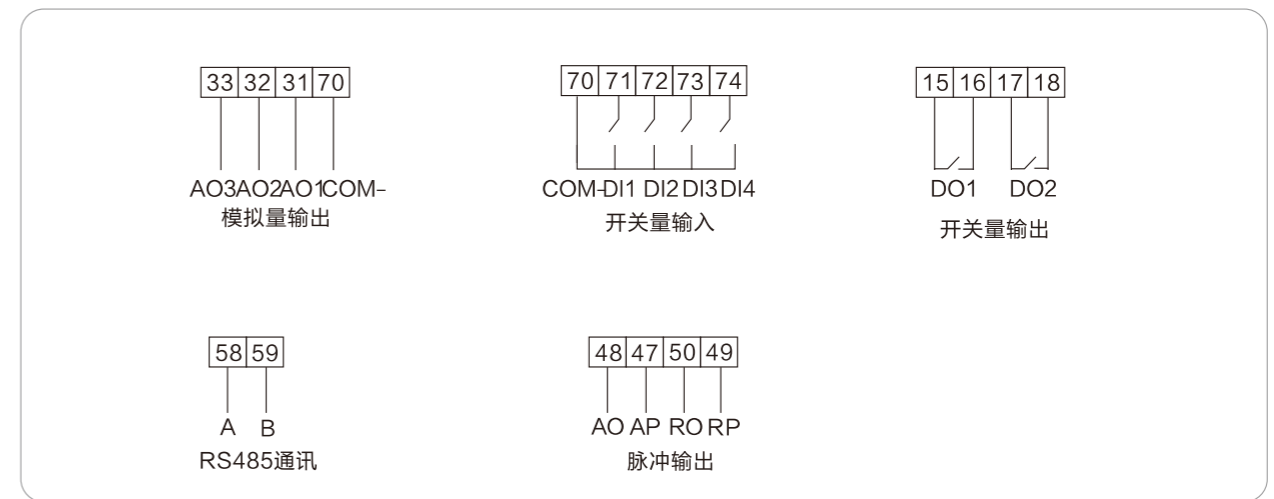 33 32 31 70
AO3AO2AO1COM-
模拟量输出
70 71 72 73 74
COM-DI1 DI2 DI3 DI4
开关量输入
15 16 17 18
DO1 DO2
开关量输出
58 59
A B
RS485通讯
48 47 50 49
AO AP RO RP
脉冲输出